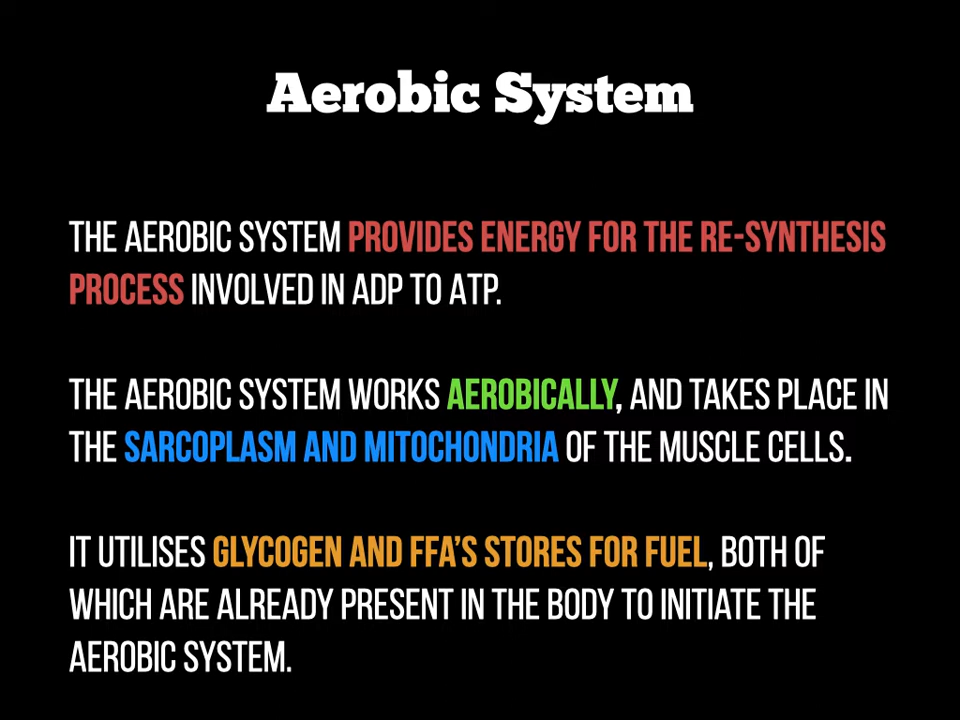 Aerobic System
THE AEROBIC SYSTEM PROVIDES ENERGY FOR THE RE-SYNTHESIS
PROCESS INVOLVED IN ADP TO ATP.
THE AEROBIC SYSTEM WORKS AEROBICALLY, AND TAKES PLACE IN
THE SARCOPLASM AND MITOCHONDRIA OF THE MUSCLE CELLS.
IT UTILISES GLYCOGEN AND FFA'S STORES FOR FUEL, BOTH OF
WHICH ARE ALREADY PRESENT IN THE BODY TO INITIATE THE
AEROBIC SYSTEM.